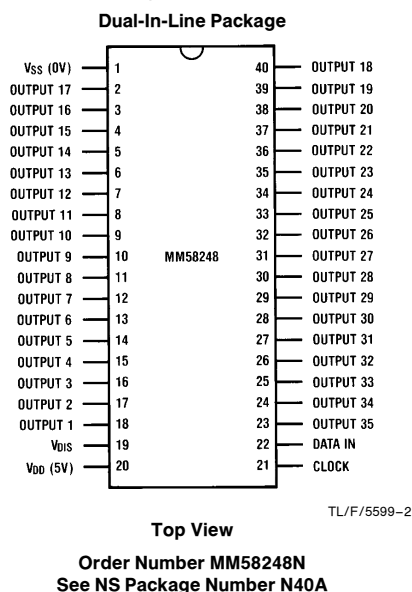 Dual-In-Line Package
VSS (0V) 1 40 OUTPUT 18
OUTPUT 17 2 39 OUTPUT 19
OUTPUT 16 3 38 OUTPUT 20
OUTPUT 15 4 37 OUTPUT 21
OUTPUT 14 5 36 OUTPUT 22
OUTPUT 13 6 35 OUTPUT 23
OUTPUT 12 7 34 OUTPUT 24
OUTPUT 11 8 33 OUTPUT 25
OUTPUT 10 9 32 OUTPUT 26
OUTPUT 9 10 MM58248 31 OUTPUT 27
OUTPUT 8 11 30 OUTPUT 28
OUTPUT 7 12 29 OUTPUT 29
OUTPUT 6 13 28 OUTPUT 30
OUTPUT 5 14 27 OUTPUT 31
OUTPUT 4 15 26 OUTPUT 32
OUTPUT 3 16 25 OUTPUT 33
OUTPUT 2 17 24 OUTPUT 34
OUTPUT 1 18 23 OUTPUT 35
VDIS 19 22 DATA IN
VDD (5V) 20 21 CLOCK
TL/F/5599–2
Top View
Order Number MM58248N
See NS Package Number N40A